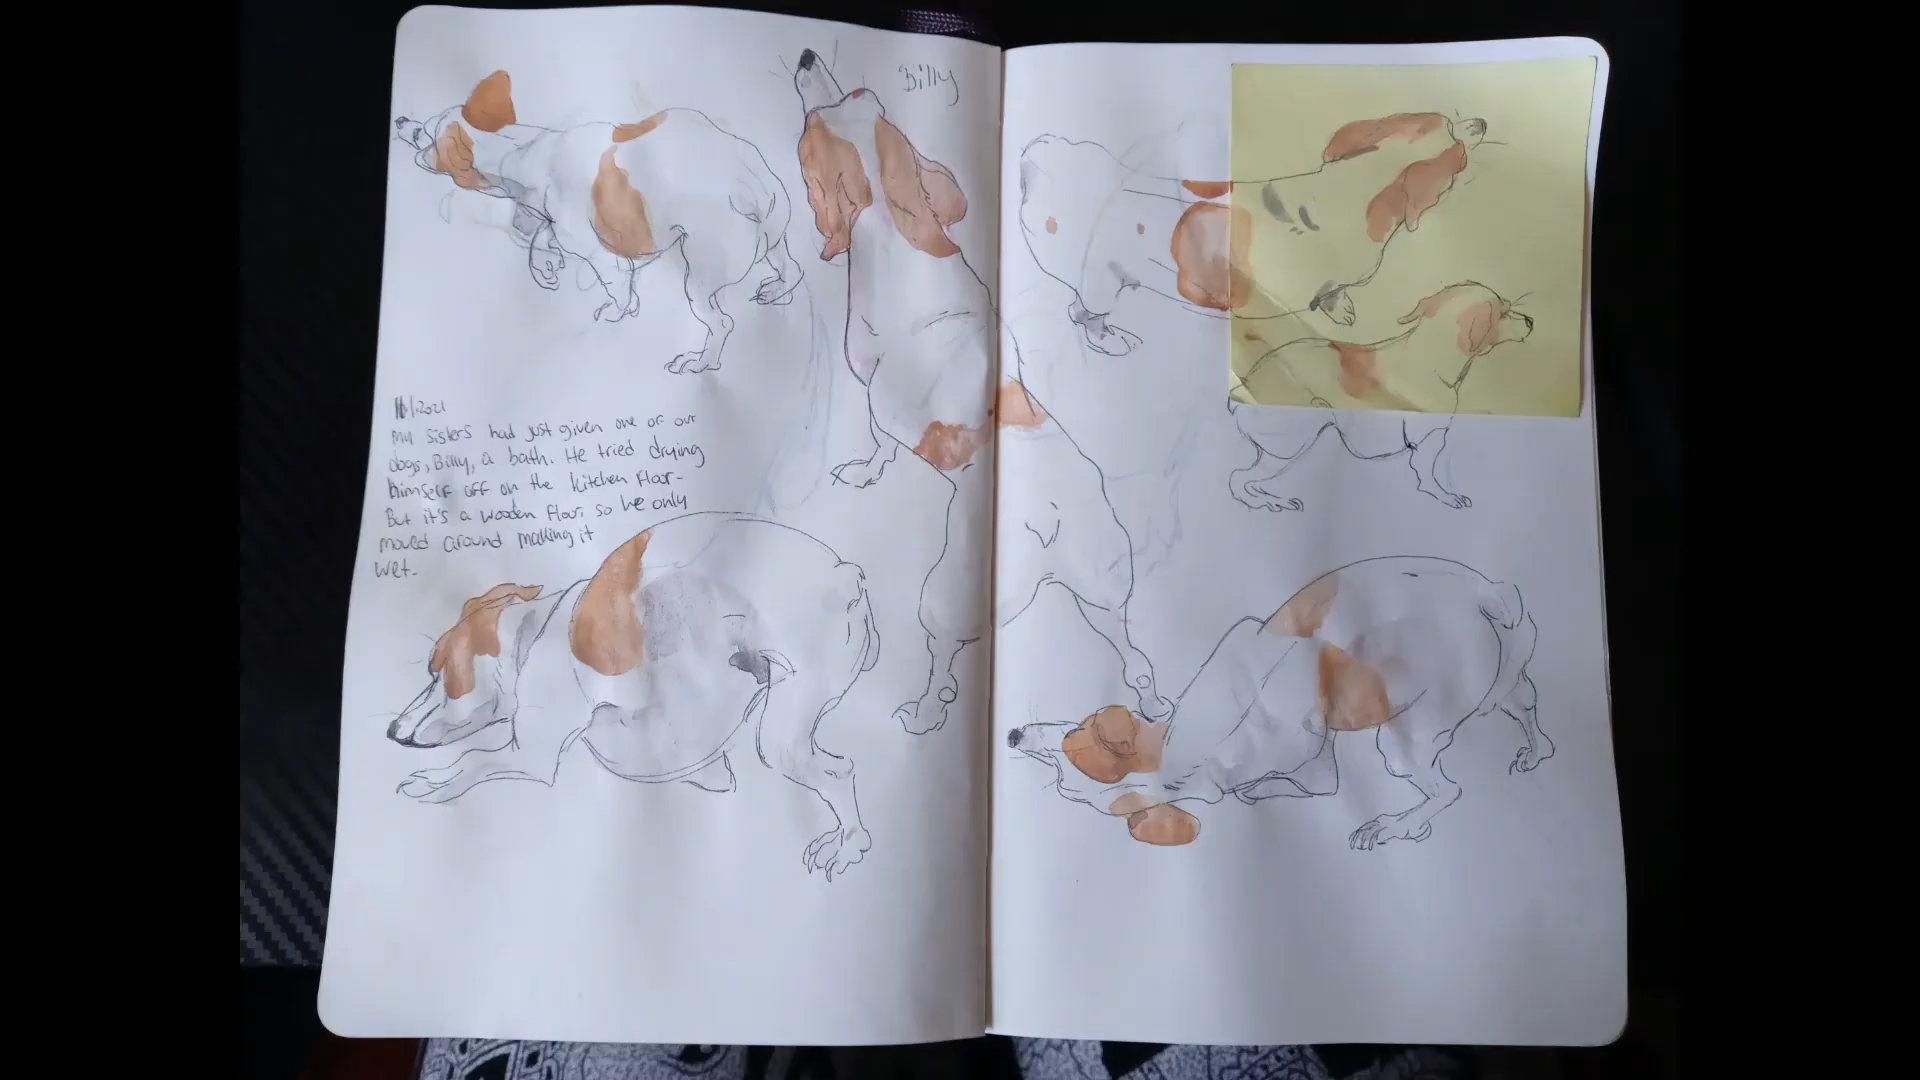 Billy
11/2021
My sisters had just given one of our
dogs, Billy, a bath. He tried drying
himself off on the kitchen floor-
But it's a wooden floor, so he only
moved around making it
wet.